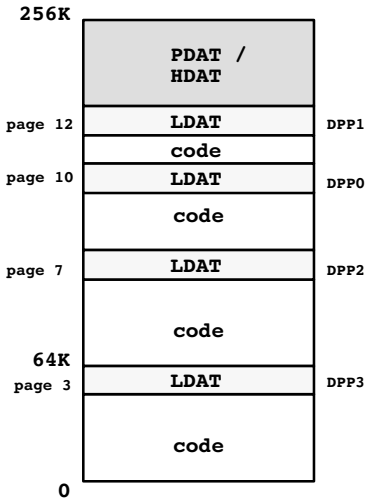 256K
PDAT /
HDAT
page 12 LDAT DPP1
code
page 10 LDAT DPP0
code
page 7 LDAT DPP2
code
64K
page 3 LDAT DPP3
code
0